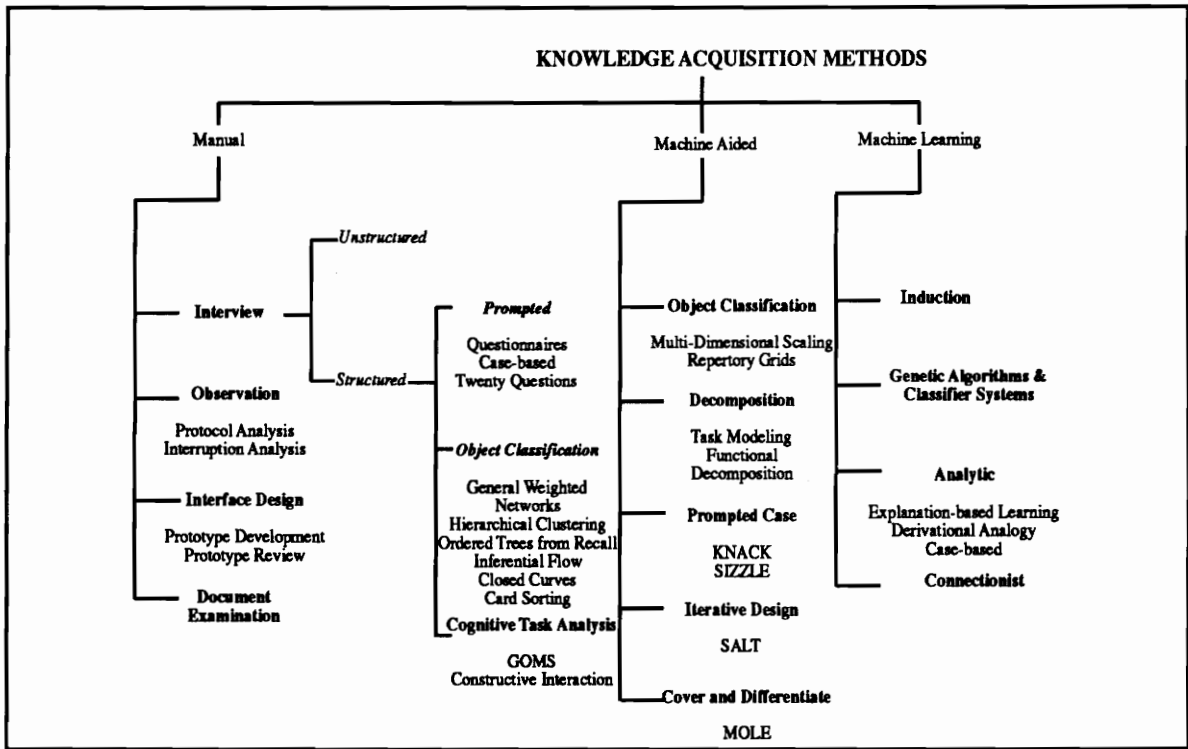 KNOWLEDGE ACQUISITION METHODS
Manual
Machine Aided
Machine Learning
Unstructured
Interview
Structured
Observation
Protocol Analysis
Interruption Analysis
Interface Design
Prototype Development
Prototype Review
Document
Examination
Prompted
Questionnaires
Case-based
Twenty Questions
Object Classification
General Weighted
Networks
Hierarchical Clustering
Ordered Trees from Recall
Inferential Flow
Closed Curves
Card Sorting
Cognitive Task Analysis
GOMS
Constructive Interaction
Object Classification
Multi-Dimensional Scaling
Repertory Grids
Decomposition
Task Modeling
Functional
Decomposition
Prompted Case
KNACK
SIZZLE
Iterative Design
SALT
Cover and Differentiate
MOLE
Induction
Genetic Algorithms &
Classifier Systems
Analytic
Explanation-based Learning
Derivational Analogy
Case-based
Connectionist